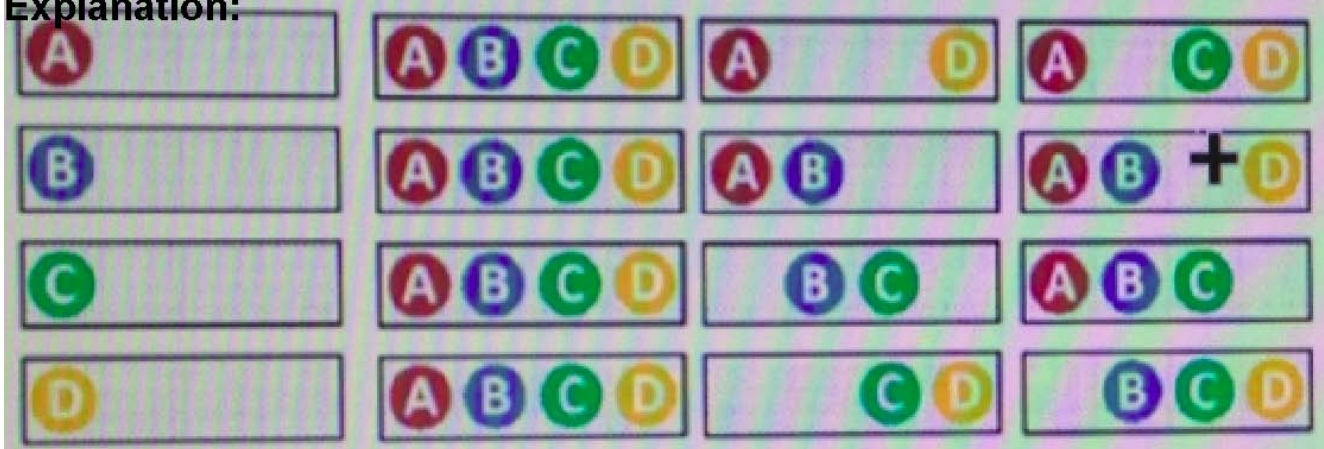 Explanation:
A A B C D A D A C D
B A B C D A B A B + D
C A B C D B C A B C
D A B C D C D B C D